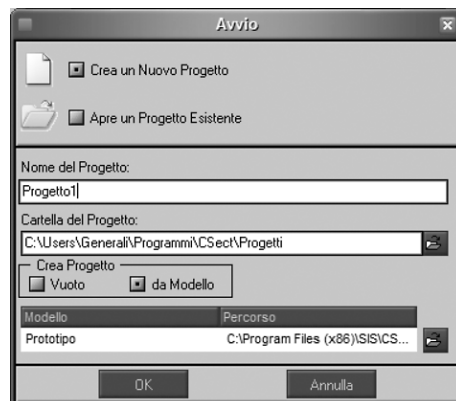 Avvio
Crea un Nuovo Progetto
Apre un Progetto Esistente
Nome del Progetto:
Progetto1
Cartella del Progetto:
C:\Users\Generali\Programmi\CSect\Progetti
Crea Progetto
Vuoto da Modello
Modello Percorso
Prototipo C:\Program Files (x86)\SIS\CS...
OK Annulla